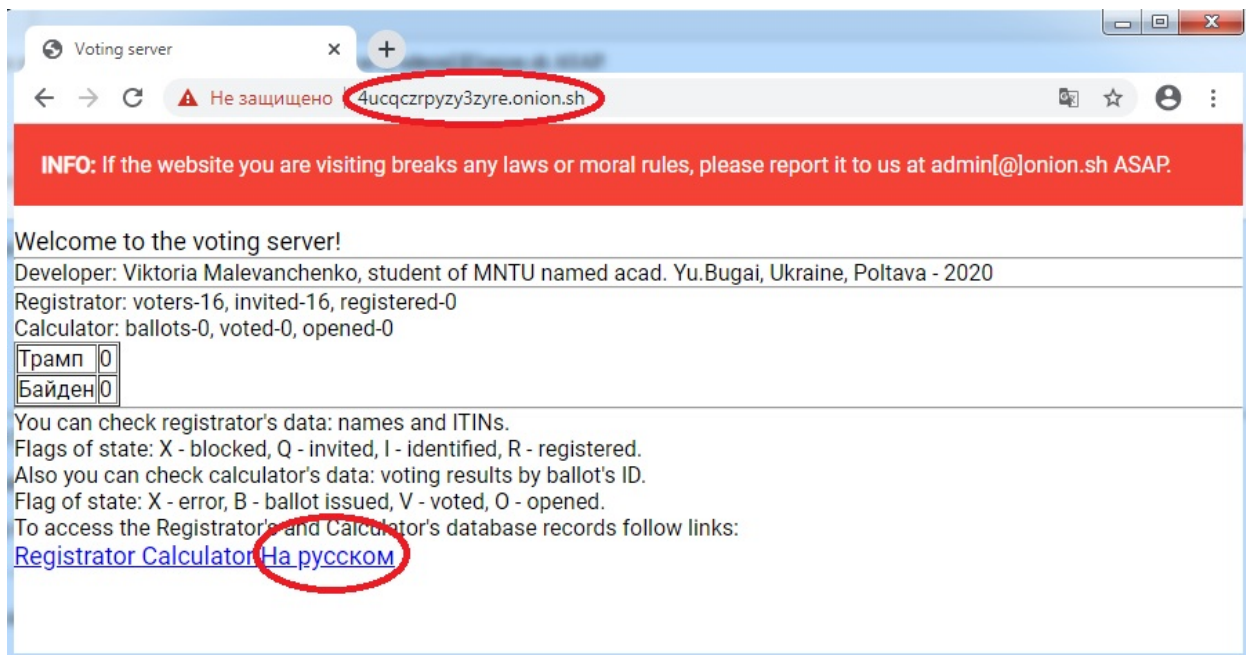 Voting server
Не защищено 4ucqczrpyzy3zyre.onion.sh
INFO: If the website you are visiting breaks any laws or moral rules, please report it to us at admin[@]onion.sh ASAP.
Welcome to the voting server!
Developer: Viktoria Malevanchenko, student of MNTU named acad. Yu.Bugai, Ukraine, Poltava - 2020
Registrator: voters-16, invited-16, registered-0
Calculator: ballots-0, voted-0, opened-0
Трамп 0
Байден 0
You can check registrator's data: names and ITINs.
Flags of state: X - blocked, Q - invited, I - identified, R - registered.
Also you can check calculator's data: voting results by ballot's ID.
Flag of state: X - error, B - ballot issued, V - voted, O - opened.
To access the Registrator's and Calculator's database records follow links:
Registrator Calculator На русском